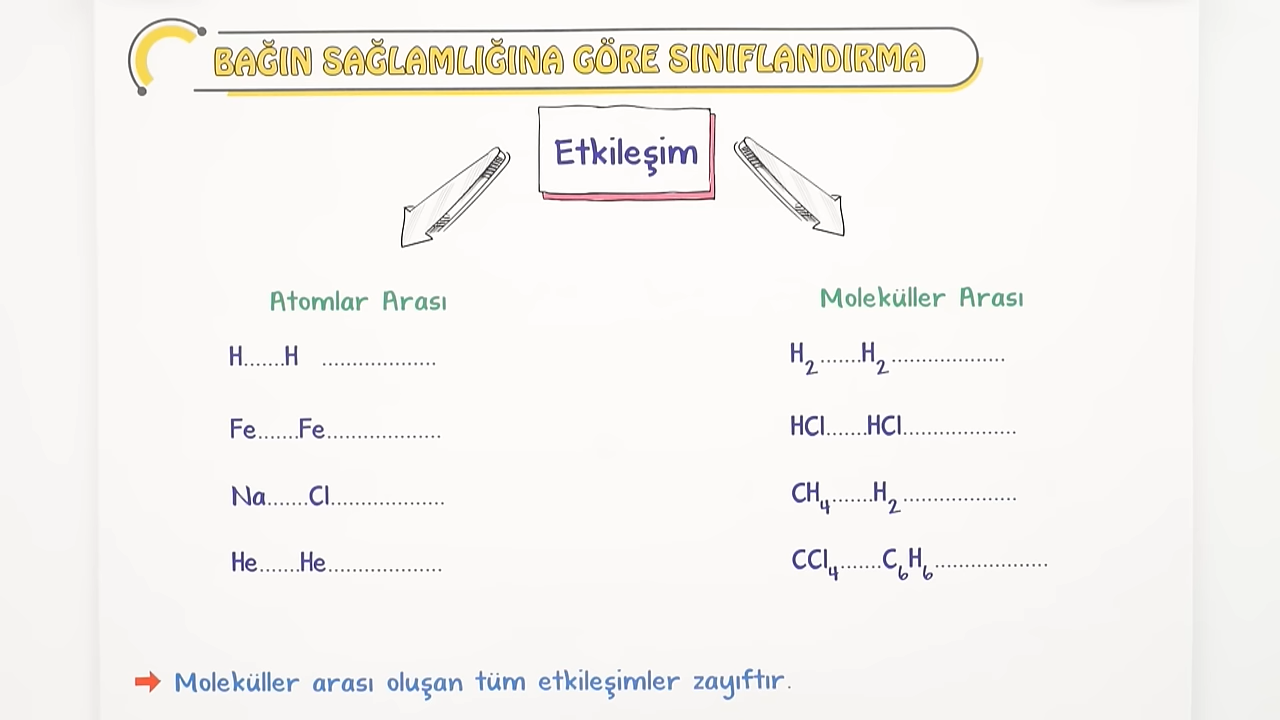 BAĞIN SAĞLAMLIĞINA GÖRE SINIFLANDIRMA
Etkileşim
Atomlar Arası
H.......H ...................
Fe.......Fe...................
Na.......Cl...................
He.......He...................
Moleküller Arası
H₂.......H₂...................
HCl.......HCl...................
CH₄.......H₂...................
CCl₄.......C₆H₆...................
Moleküller arası oluşan tüm etkileşimler zayıftır.